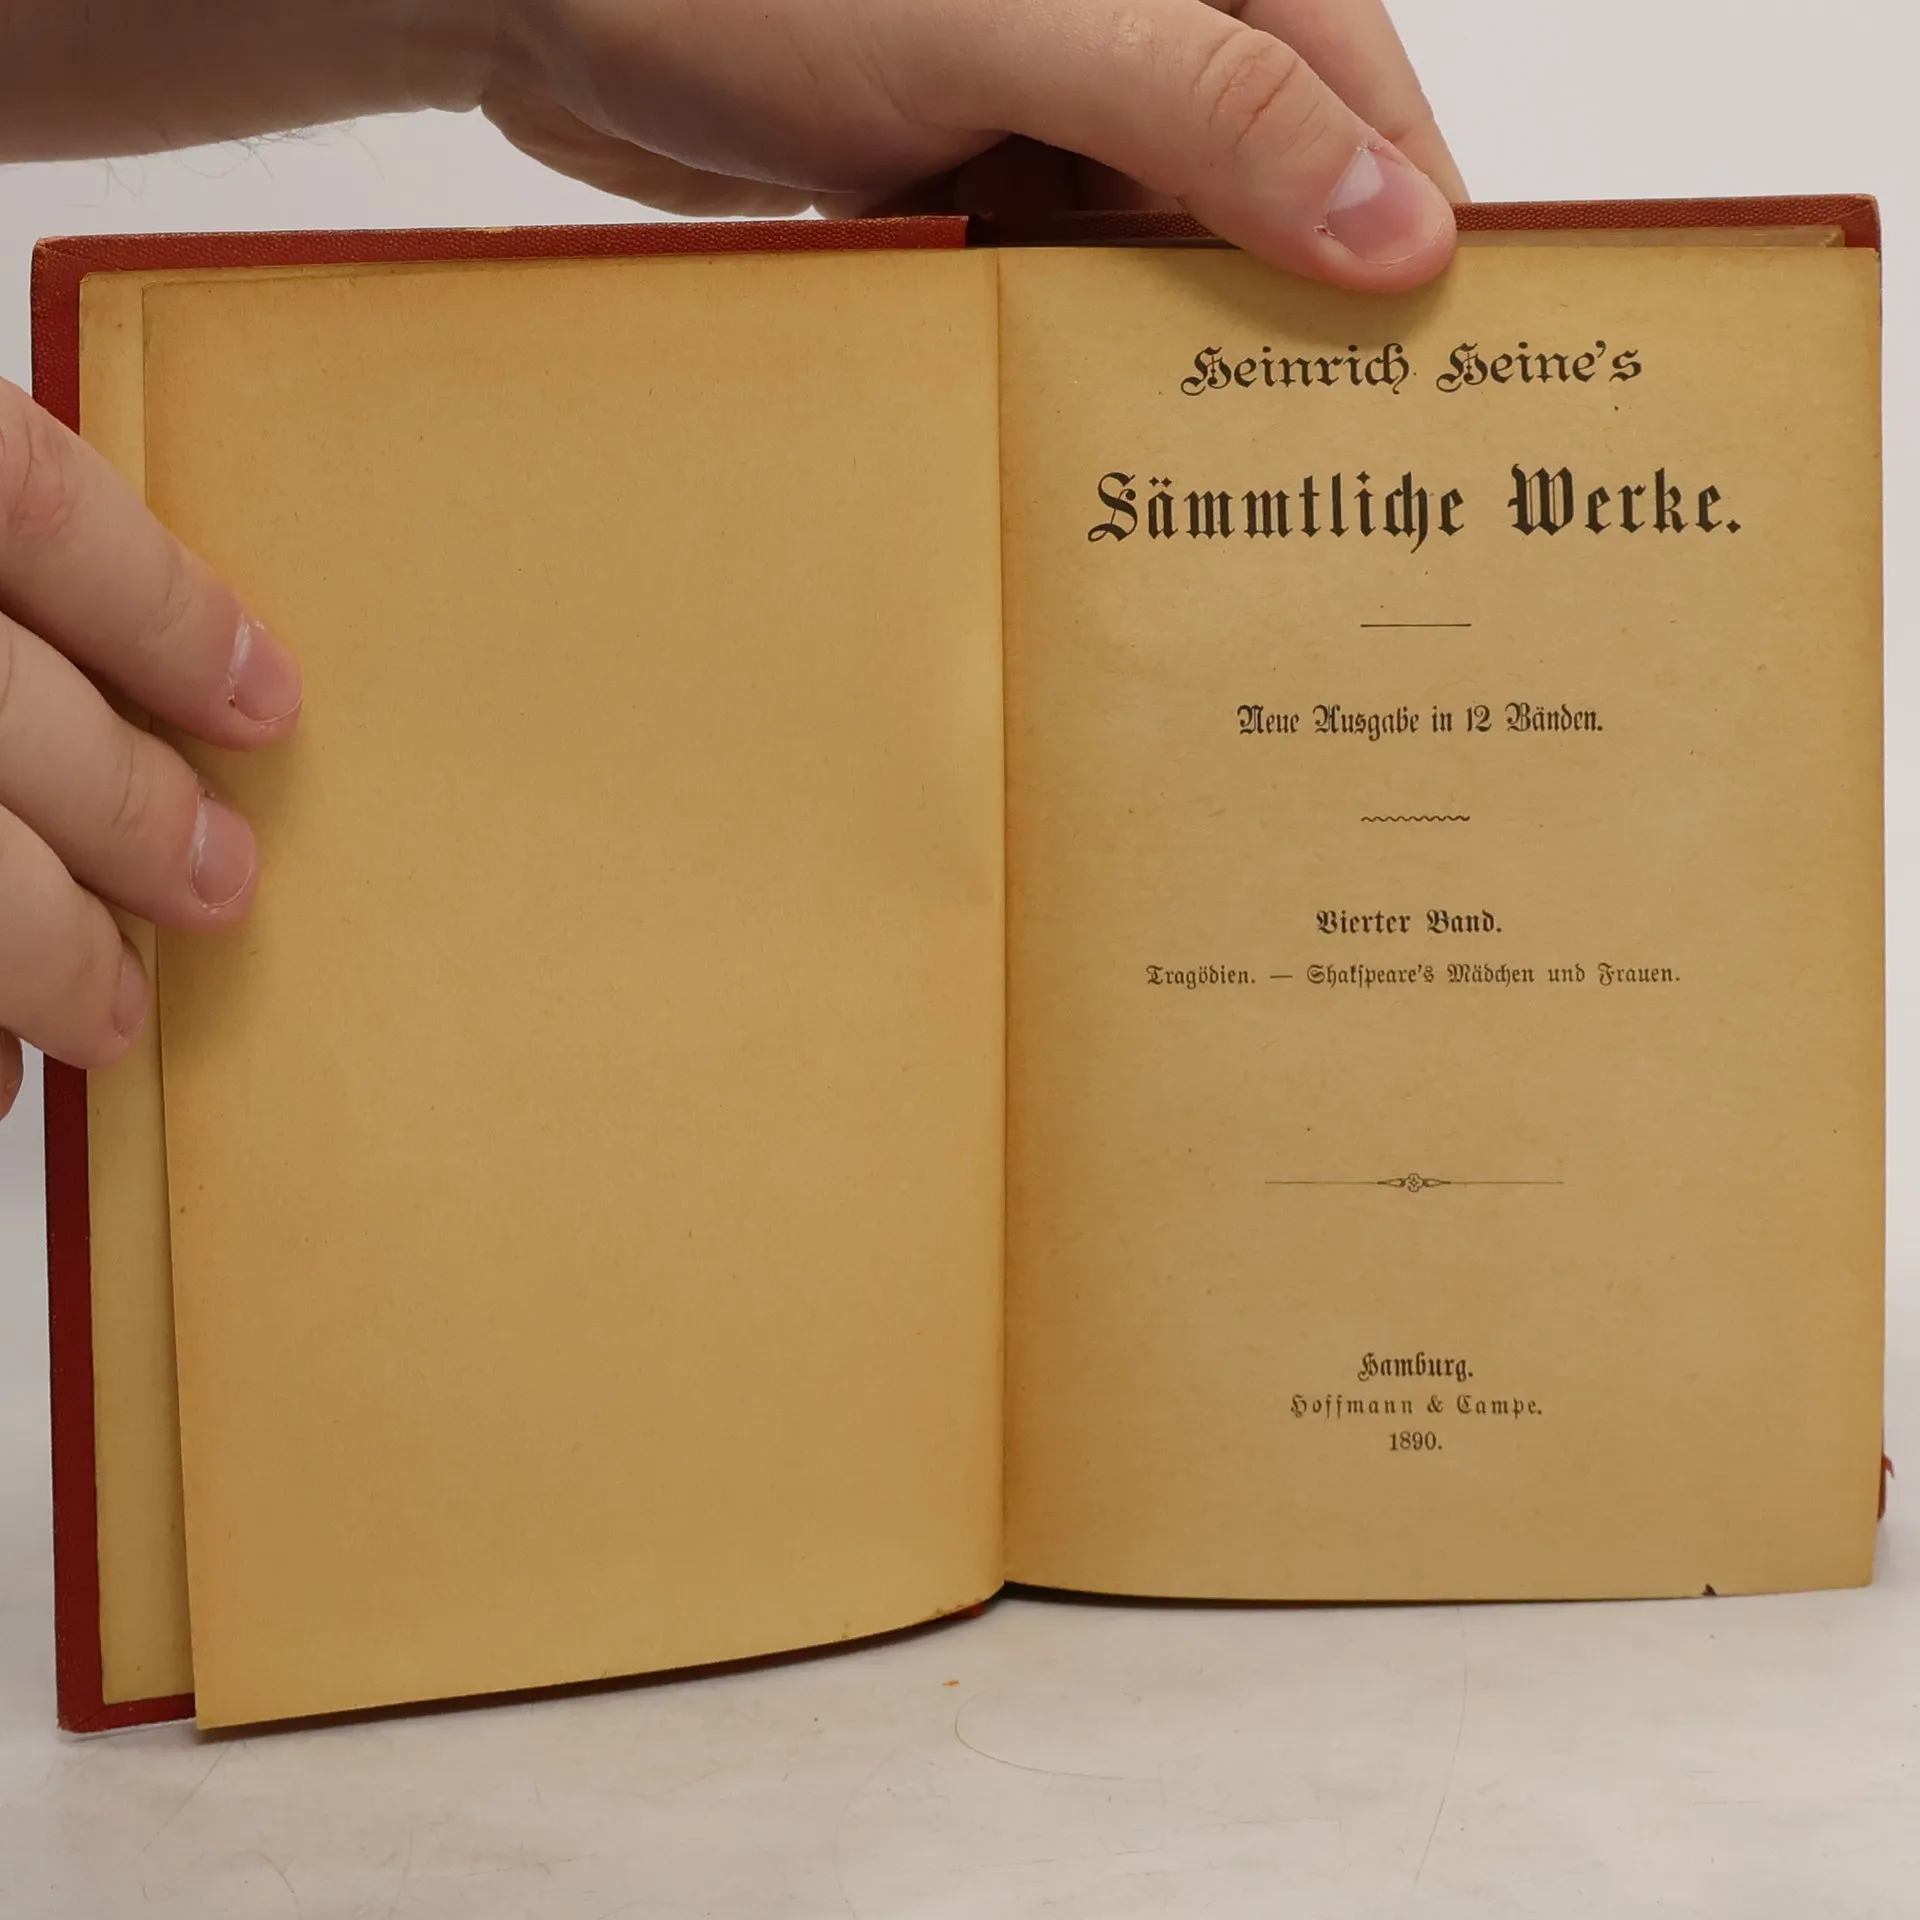 Heinrich Heine's
Sämmtliche Werke.
Neue Ausgabe in 12 Bänden.
Vierter Band.
Tragödien. — Shakſpeare's Mädchen und Frauen.
Hamburg.
Hoffmann & Campe.
1890.